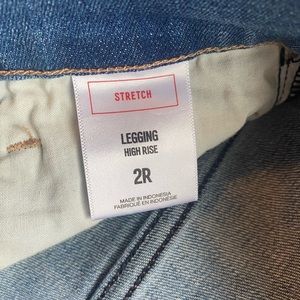 STRETCH
LEGGING
HIGH RISE
2R
MADE IN INDONESIA
FABRIQUÉ EN INDONÉSIE